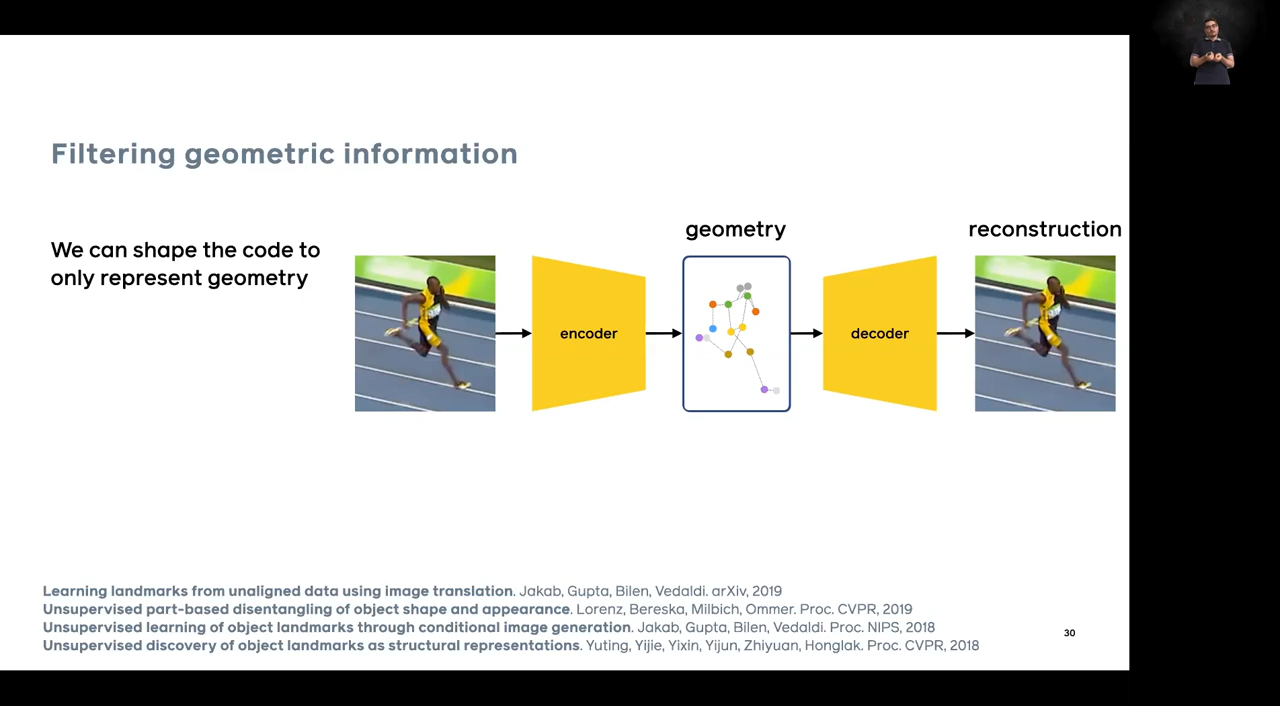 Filtering geometric information
We can shape the code to
only represent geometry
geometry
reconstruction
encoder
decoder
Learning landmarks from unaligned data using image translation. Jakab, Gupta, Bilen, Vedaldi. arXiv, 2019
Unsupervised part-based disentangling of object shape and appearance. Lorenz, Bereska, Milbich, Ommer. Proc. CVPR, 2019
Unsupervised learning of object landmarks through conditional image generation. Jakab, Gupta, Bilen, Vedaldi. Proc. NIPS, 2018
Unsupervised discovery of object landmarks as structural representations. Yuting, Yijie, Yixin, Yijun, Zhiyuan, Honglak. Proc. CVPR, 2018
30